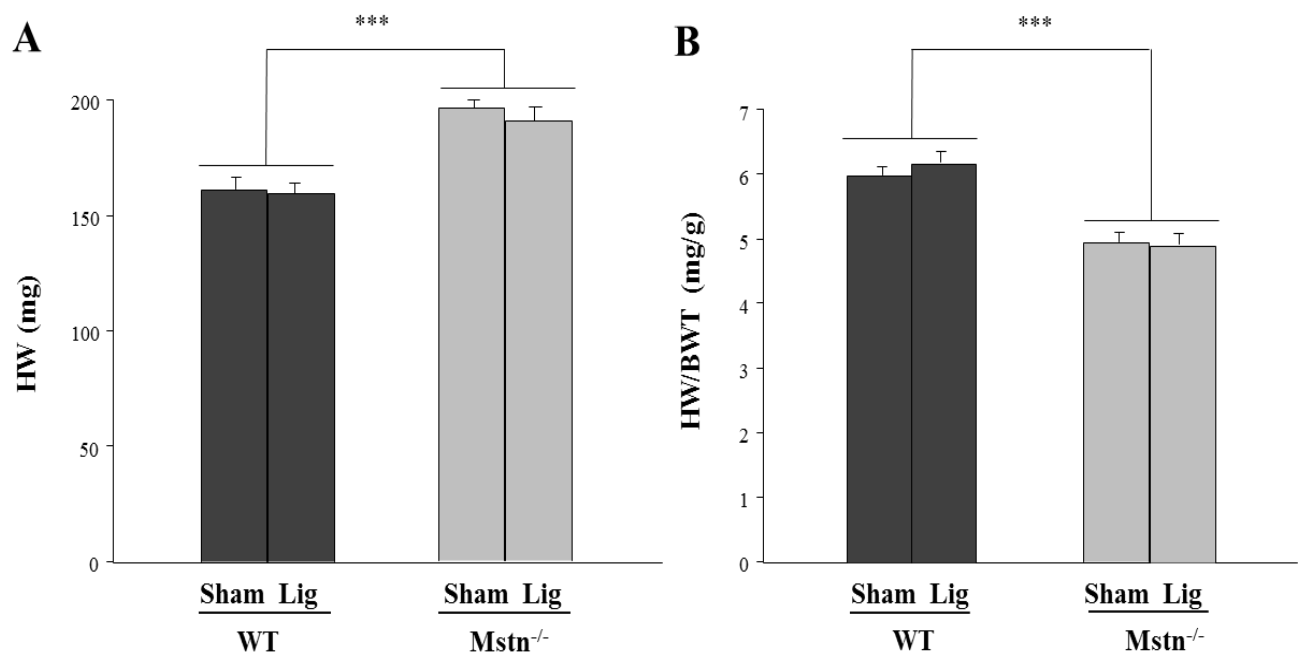 A
***
HW (mg)
200
150
100
50
0
Sham Lig
WT
Sham Lig
Mstn-/-
B
***
HW/BWT (mg/g)
7
6
5
4
3
2
1
0
Sham Lig
WT
Sham Lig
Mstn-/-